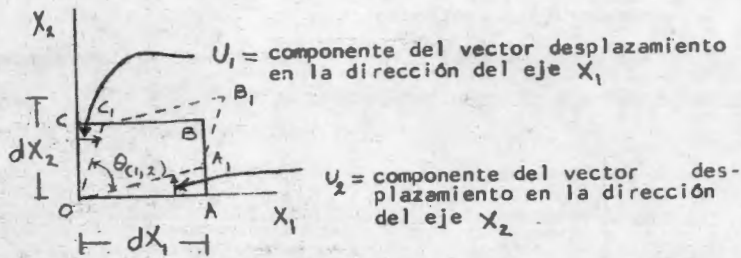 X₂
U₁ = componente del vector desplazamiento
en la dirección del eje X₁
C
C₁
B₁
B
dX₂
θ(1,2)
A₁
U₂ = componente del vector des-
plazamiento en la dirección
del eje X₂
O
A
X₁
dX₁